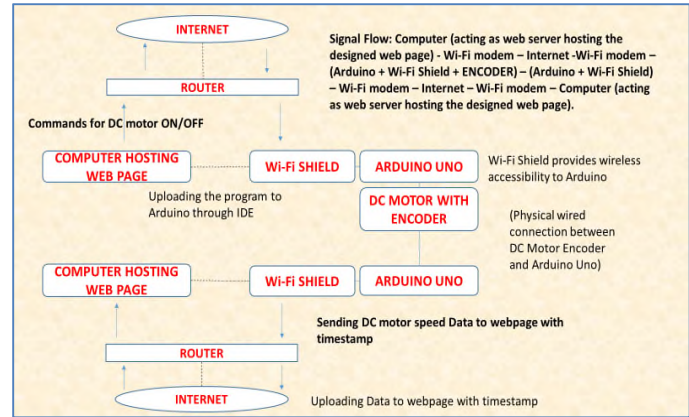 INTERNET
Signal Flow: Computer (acting as web server hosting the
designed web page) - Wi-Fi modem – Internet -Wi-Fi modem –
(Arduino + Wi-Fi Shield + ENCODER) – (Arduino + Wi-Fi Shield)
– Wi-Fi modem – Internet – Wi-Fi modem – Computer (acting
as web server hosting the designed web page).
ROUTER
Commands for DC motor ON/OFF
COMPUTER HOSTING
WEB PAGE
Wi-Fi SHIELD
ARDUINO UNO
Wi-Fi Shield provides wireless
accessibility to Arduino
Uploading the program to
Arduino through IDE
DC MOTOR WITH
ENCODER
(Physical wired
connection between
DC Motor Encoder
and Arduino Uno)
COMPUTER HOSTING
WEB PAGE
Wi-Fi SHIELD
ARDUINO UNO
Sending DC motor speed Data to webpage with
timestamp
ROUTER
INTERNET
Uploading Data to webpage with timestamp